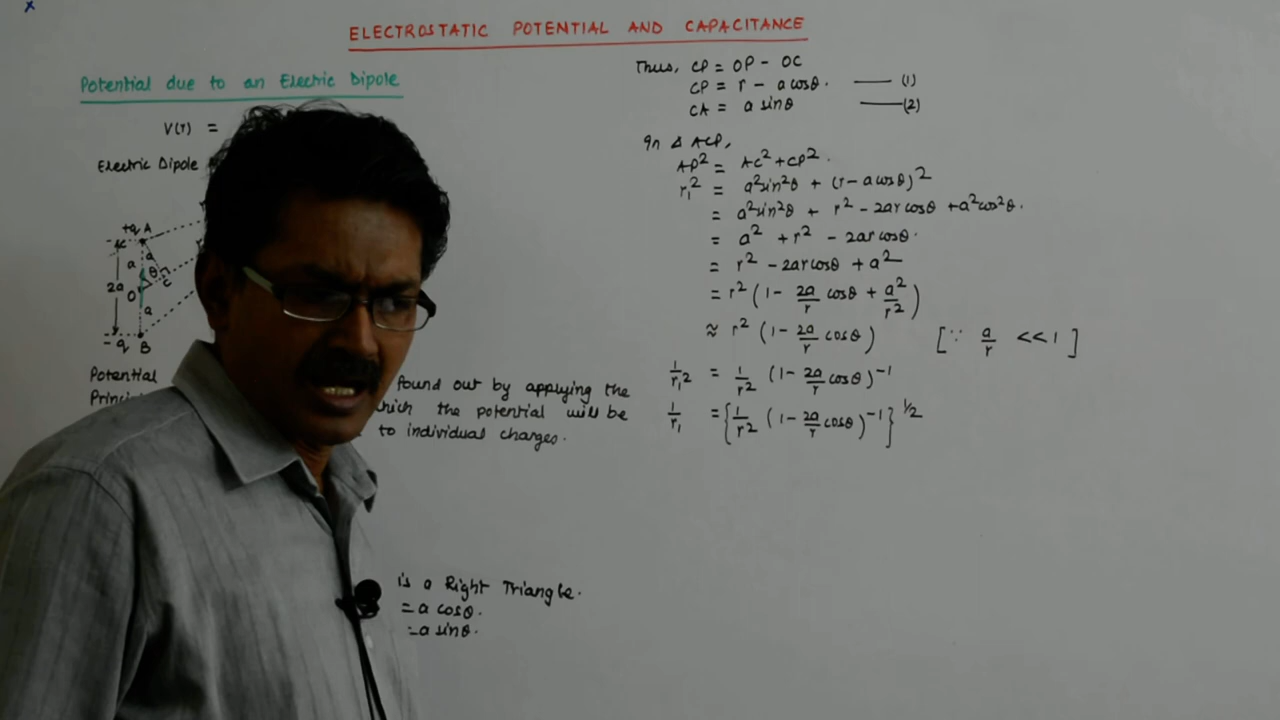 x
ELECTROSTATIC POTENTIAL AND CAPACITANCE
Potential due to an Electric Dipole
V(r) =
Electric Dipole
+q A
a
a
θ
2a
O
C
a
-q B
Potential
found out by applying the
which the potential will be
to individual charges.
is a Right Triangle.
= a cosθ.
= a sinθ.
Thus, CP = OP - OC
CP = r - a cosθ. —— (1)
CA = a sinθ ——(2)
In Δ ACP,
AP² = AC² + CP².
r₁² = a²sin²θ + (r - a cosθ)²
= a²sin²θ + r² - 2ar cosθ + a²cos²θ.
= a² + r² - 2ar cosθ.
= r² - 2ar cosθ + a²
= r² (1 - 2a/r cosθ + a²/r²)
≈ r² (1 - 2a/r cosθ) [∵ a/r <<1]
1/r₁² = 1/r² (1 - 2a/r cosθ)⁻¹
1/r₁ = {1/r² (1 - 2a/r cosθ)⁻¹}^1/2